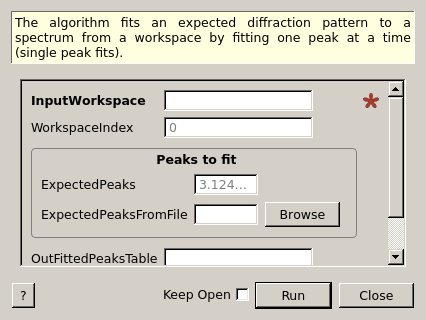 The algorithm fits an expected diffraction pattern to a
spectrum from a workspace by fitting one peak at a time
(single peak fits).
InputWorkspace
WorkspaceIndex 0
Peaks to fit
ExpectedPeaks 3.124...
ExpectedPeaksFromFile Browse
OutFittedPeaksTable
? Keep Open Run Close